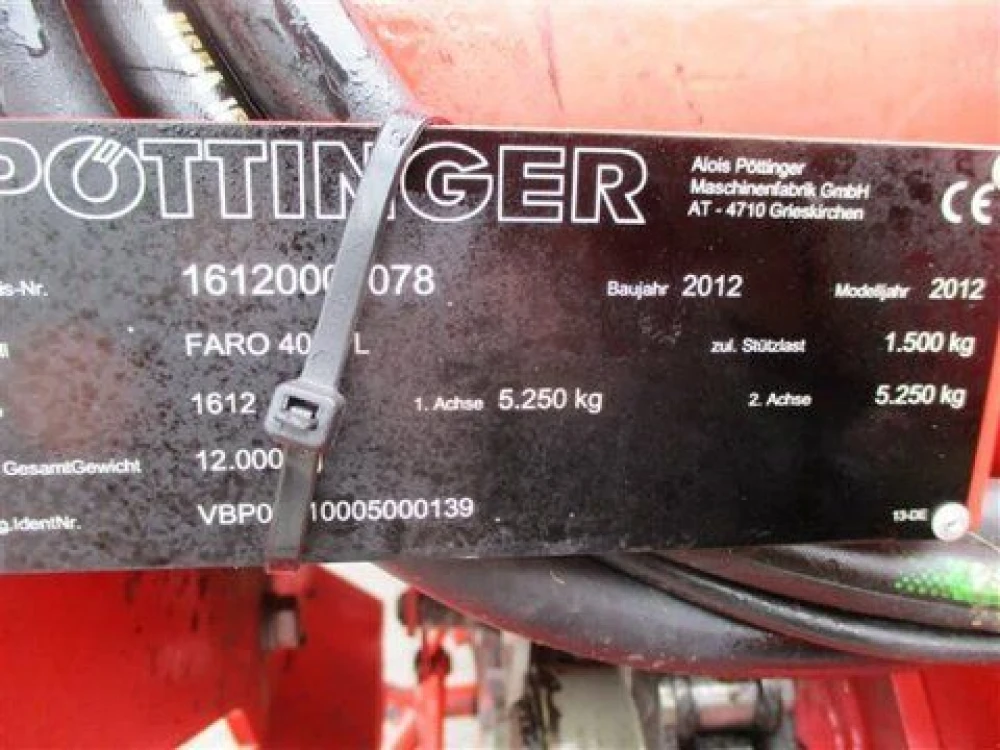 PÖTTINGER
Alois Pöttinger
Maschinenfabrik GmbH
AT - 4710 Grieskirchen
CE
is-Nr. 078 Baujahr 2012 Modelljahr 2012
FARO L zul. Stützlast 1.500 kg
1612 1. Achse 5.250 kg 2. Achse 5.250 kg
GesamtGewicht 12.000
g.IdentNr. VBP0 10005000139
13-DE